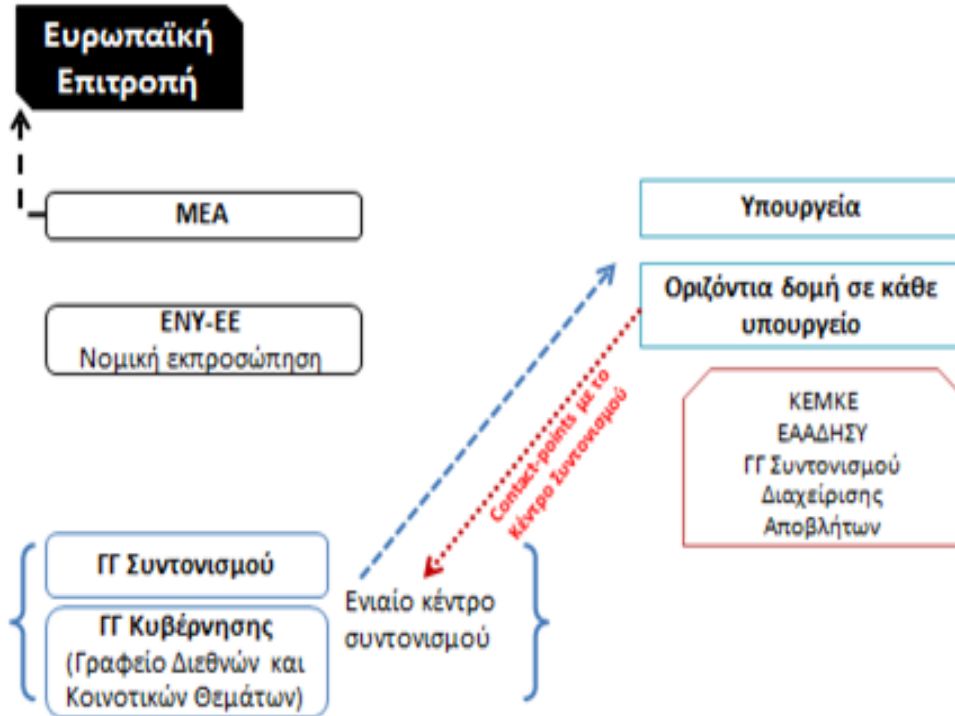 Ευρωπαϊκή
Επιτροπή
ΜΕΑ
ΕΝΥ-ΕΕ
Νομική εκπροσώπηση
Υπουργεία
Οριζόντια δομή σε κάθε
υπουργείο
ΚΕΜΚΕ
ΕΑΑΔΗΣΥ
ΓΓ Συντονισμού
Διαχείρισης
Αποβλήτων
Contact-points με το
Κέντρο Συντονισμού
ΓΓ Συντονισμού
ΓΓ Κυβέρνησης
(Γραφείο Διεθνών και
Κοινοτικών Θεμάτων)
Ενιαίο κέντρο
συντονισμού